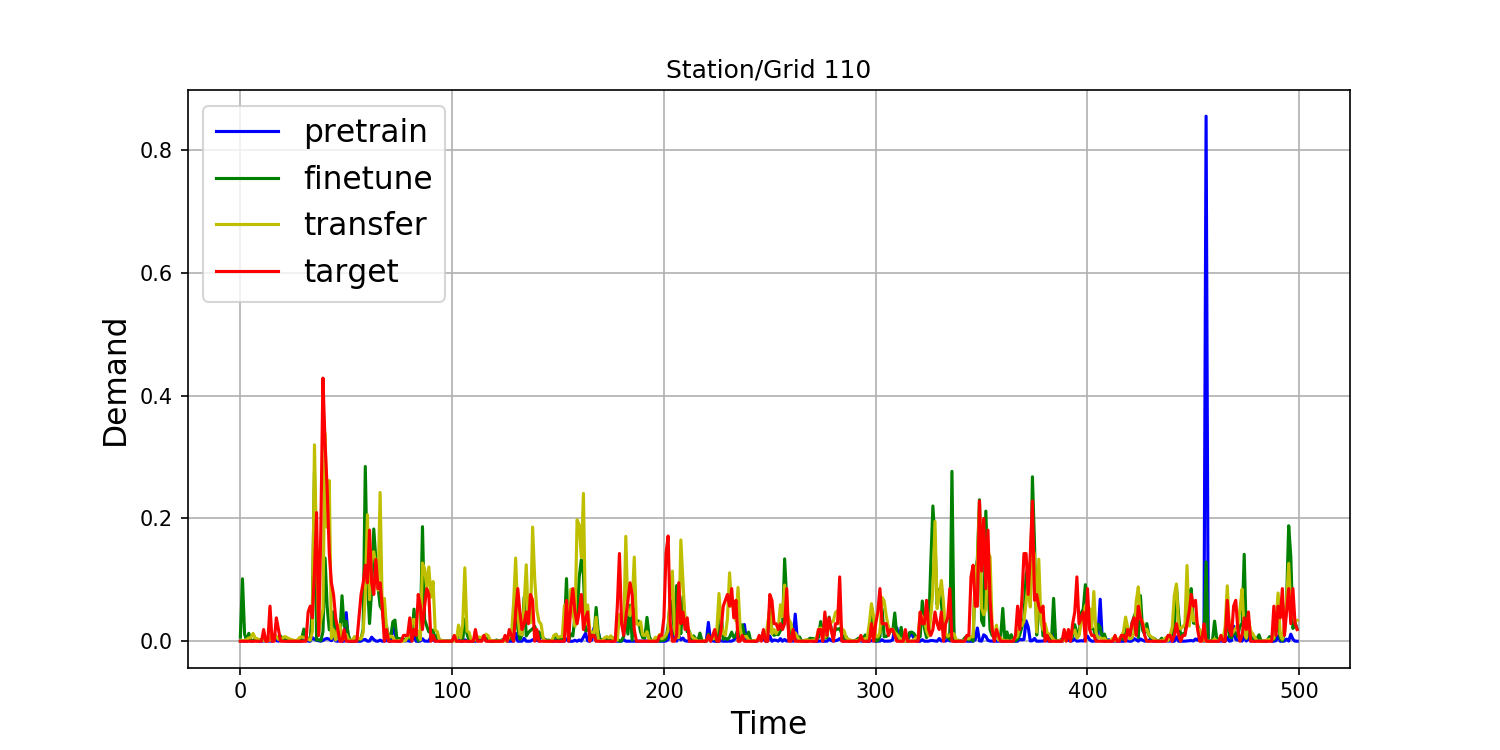 Station/Grid 110
pretrain
finetune
transfer
target
Demand
0.8
0.6
0.4
0.2
0.0
0 100 200 300 400 500
Time